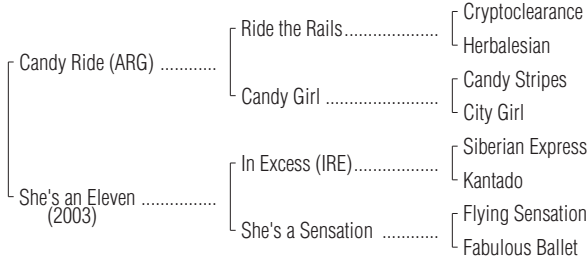 Cryptoclearance
Ride the Rails.....................
Herbalesian
Candy Ride (ARG) ............
Candy Stripes
Candy Girl .........................
City Girl
Siberian Express
In Excess (IRE)...................
Kantado
She's an Eleven ................
(2003)
Flying Sensation
She's a Sensation ............
Fabulous Ballet